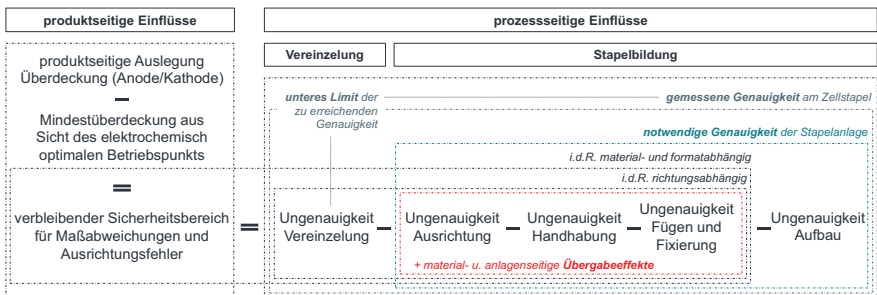 produktseitige Einflüsse
prozessseitige Einflüsse
Vereinzelung
Stapelbildung
produktseitige Auslegung
Überdeckung (Anode/Kathode)
–
Mindestüberdeckung aus
Sicht des elektrochemisch
optimalen Betriebspunkts
=
verbleibender Sicherheitsbereich
für Maßabweichungen und
Ausrichtungsfehler
unteres Limit der
zu erreichenden
Genauigkeit
gemessene Genauigkeit am Zellstapel
notwendige Genauigkeit der Stapelanlage
i.d.R. material- und formatabhängig
i.d.R. richtungsabhängig
=
Ungenauigkeit
Vereinzelung
–
Ungenauigkeit
Ausrichtung
–
Ungenauigkeit
Handhabung
–
Ungenauigkeit
Fügen und
Fixierung
–
Ungenauigkeit
Aufbau
+ material- u. anlagenseitige Übergabeeffekte